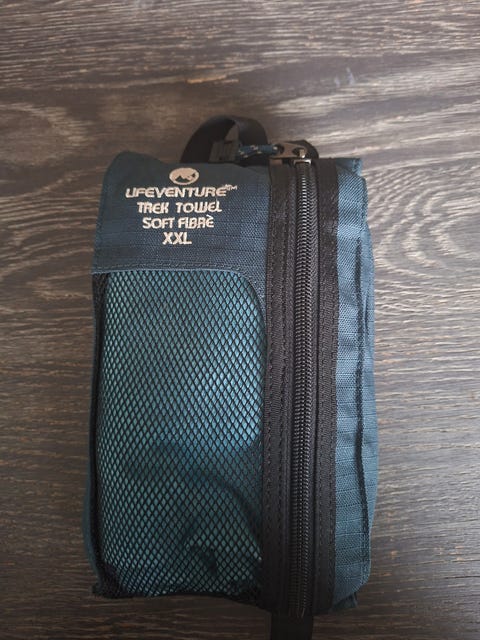 LIFEVENTURE™
TREK TOWEL
SOFT FIBRE
XXL